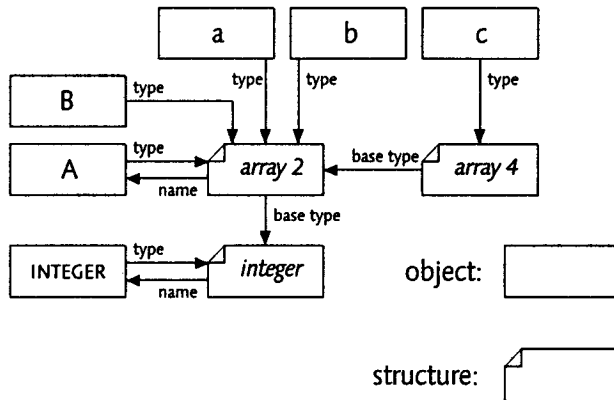 a
b
c
type
type
type
B
type
A
type
name
array 2
base type
array 4
base type
INTEGER
type
name
integer
object:
structure: